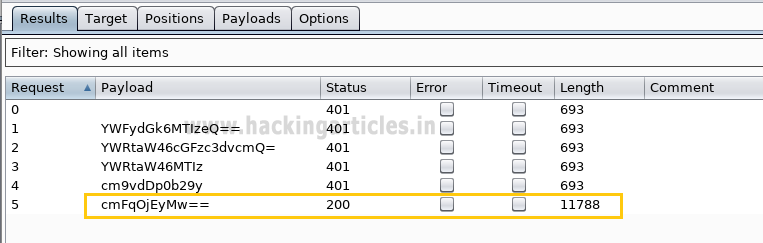 Results Target Positions Payloads Options
Filter: Showing all items
Request Payload Status Error Timeout Length Comment
0 401 693
www.hackingarticles.in
1 YWFydGk6MTIzeQ== 401 693
2 YWRtaW46cGFzc3dvcmQ= 401 693
3 YWRtaW46MTIz 401 693
4 cm9vdDp0b29y 401 693
5 cmFqOjEyMw== 200 11788